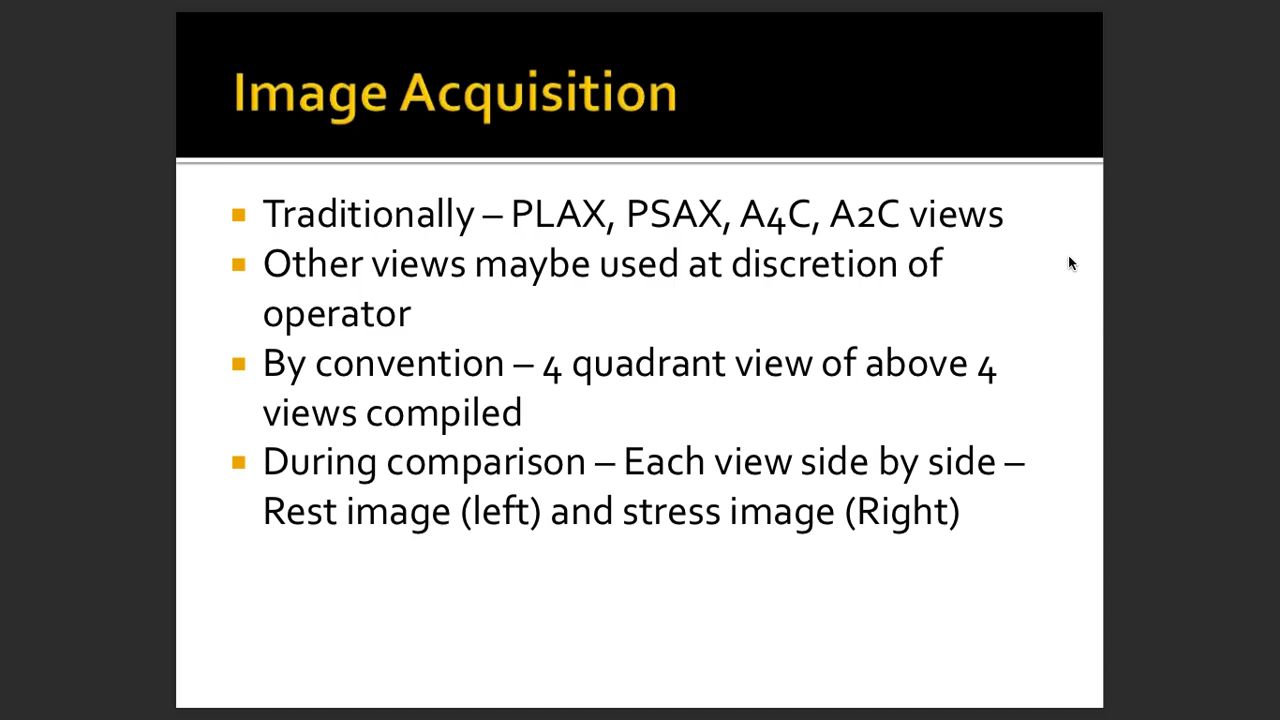 Image Acquisition
Traditionally – PLAX, PSAX, A4C, A2C views
Other views maybe used at discretion of
operator
By convention – 4 quadrant view of above 4
views compiled
During comparison – Each view side by side –
Rest image (left) and stress image (Right)